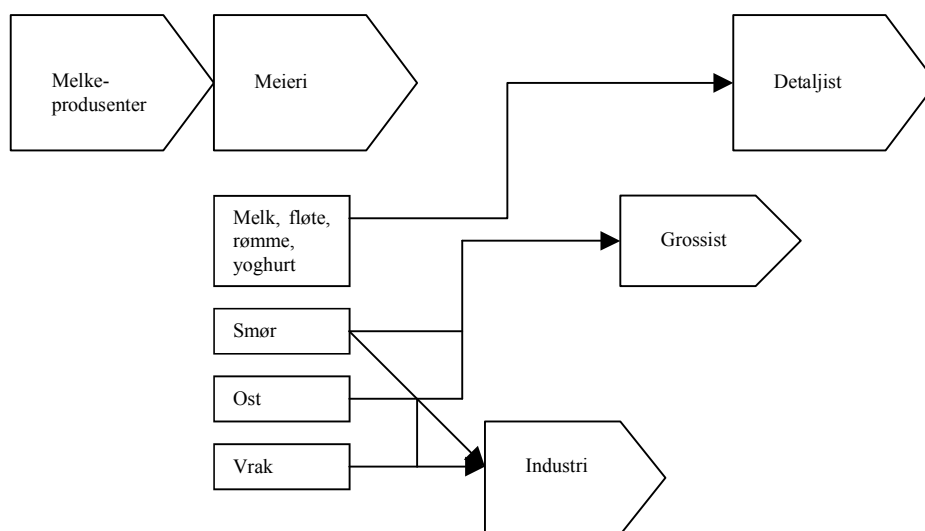 Melke-
produsenter
Meieri
Detaljist
Melk, fløte,
rømme,
yoghurt
Grossist
Smør
Ost
Vrak
Industri